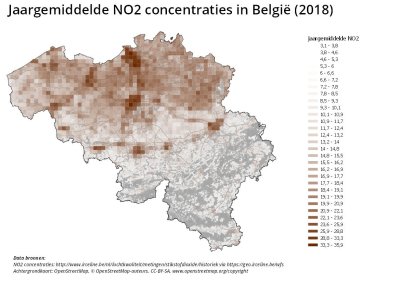 Jaargemiddelde NO2 concentraties in België (2018)
Jaargemiddelde NO2
3,1 - 3,8
3,8 - 4,6
4,6 - 5,3
5,3 - 6
6 - 6,6
6,6 - 7,2
7,2 - 7,8
7,8 - 8,5
8,5 - 9,3
9,3 - 10,1
10,1 - 10,9
10,9 - 11,7
11,7 - 12,4
12,4 - 13,2
13,2 - 14
14 - 14,8
14,8 - 15,5
15,5 - 16,2
16,2 - 16,9
16,9 - 17,7
17,7 - 18,4
18,4 - 19,1
19,1 - 19,9
19,9 - 20,9
20,9 - 22,1
22,1 - 23,6
23,6 - 25,9
25,9 - 28,8
28,8 - 33,3
33,3 - 35,9
Data bronnen:
NO2 concentraties: http://www.irceline.be/nl/luchtkwaliteit/metingen/stikstofdioxide/historiek via https://geo.irceline.be/wfs
Achtergrondkaart: OpenStreetMap. © OpenStreetMap-auteurs. CC-BY-SA. www.openstreetmap.org/copyright